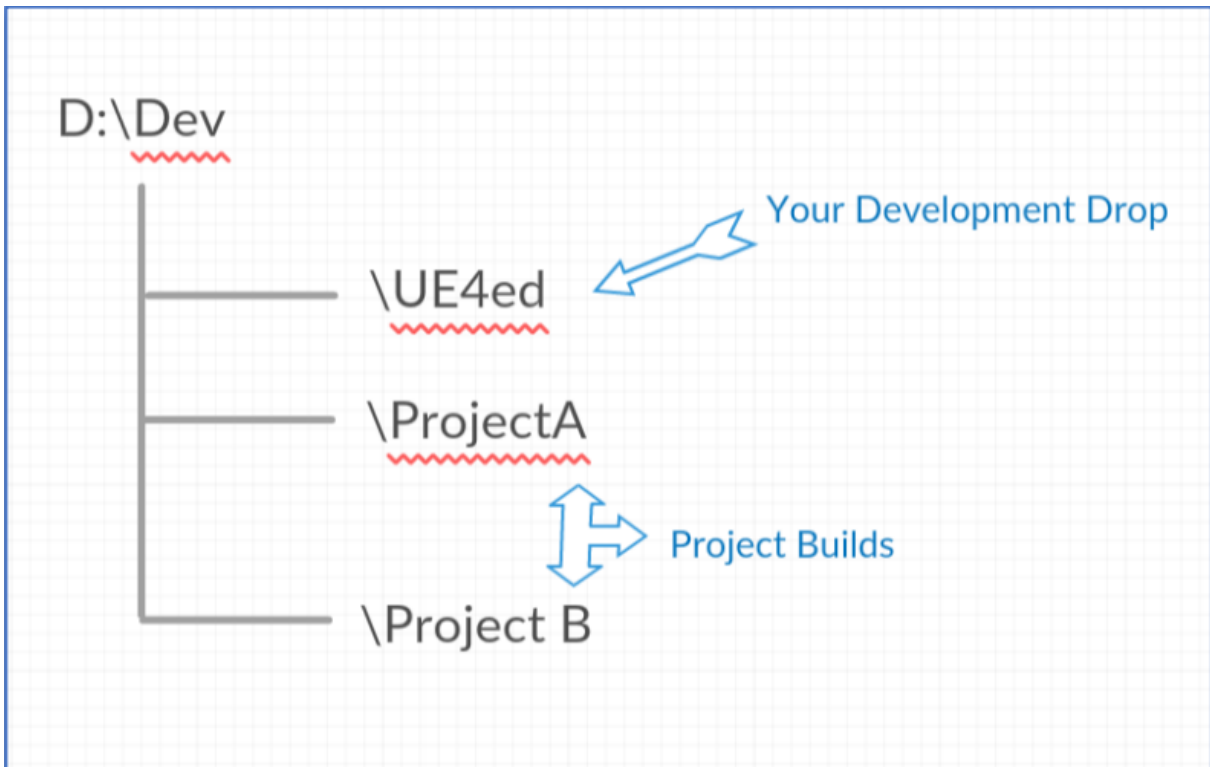 D:\Dev
Your Development Drop
\UE4ed
\ProjectA
Project Builds
\Project B